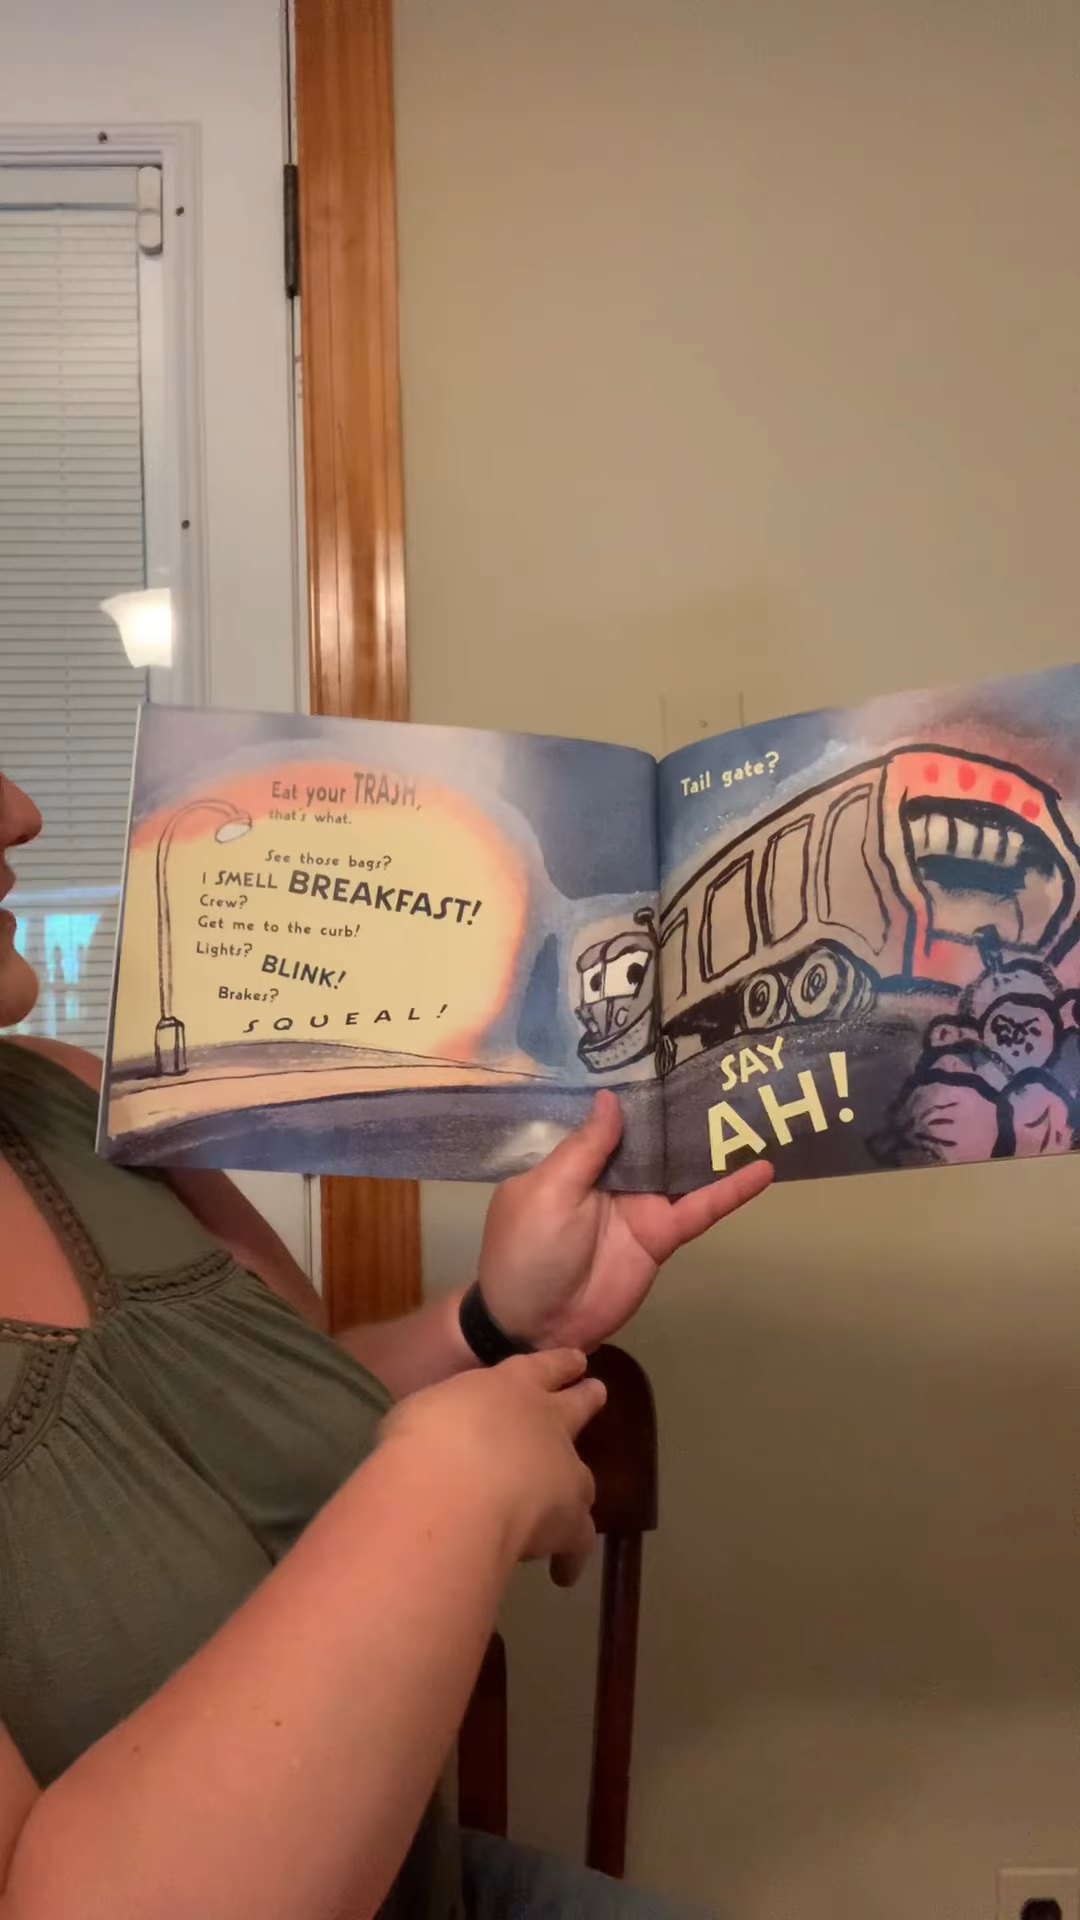 Eat your TRASH,
that's what.
See those bags?
I SMELL BREAKFAST!
Crew?
Get me to the curb!
Lights?
BLINK!
Brakes?
SQUEAL!
Tail gate?
SAY
AH!